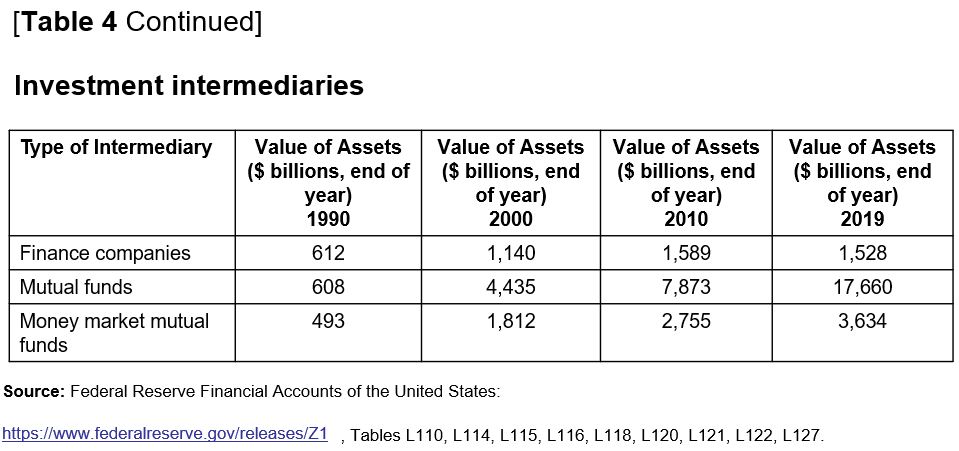 [Table 4 Continued]
Investment intermediaries
Type of Intermediary
Value of Assets
($ billions, end of
year)
1990
Value of Assets
($ billions, end
of year)
2000
Value of Assets
($ billions, end
of year)
2010
Value of Assets
($ billions, end
of year)
2019
Finance companies 612 1,140 1,589 1,528
Mutual funds 608 4,435 7,873 17,660
Money market mutual 493 1,812 2,755 3,634
funds
Source: Federal Reserve Financial Accounts of the United States:
https://www.federalreserve.gov/releases/Z1 , Tables L110, L114, L115, L116, L118, L120, L121, L122, L127.